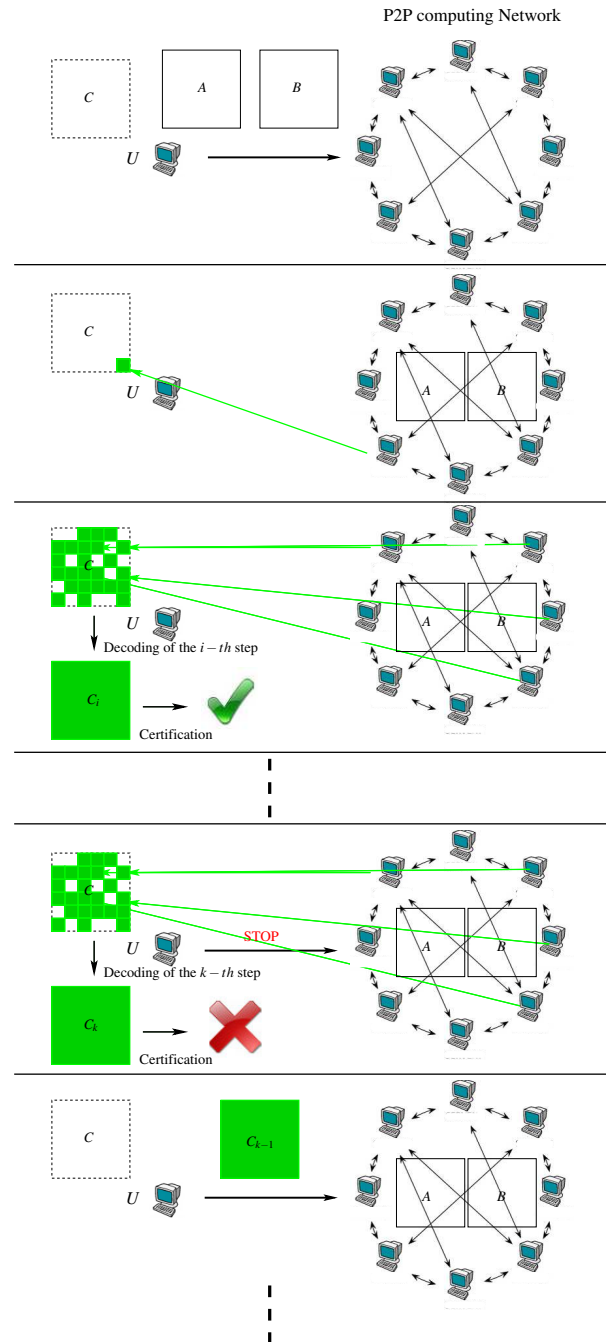 P2P computing Network
C
A
B
U
C
A
B
U
C
A
B
U
Decoding of the i − th step
C_i
Certification
C
A
B
U
STOP
Decoding of the k − th step
C_k
Certification
C
C_{k−1}
A
B
U